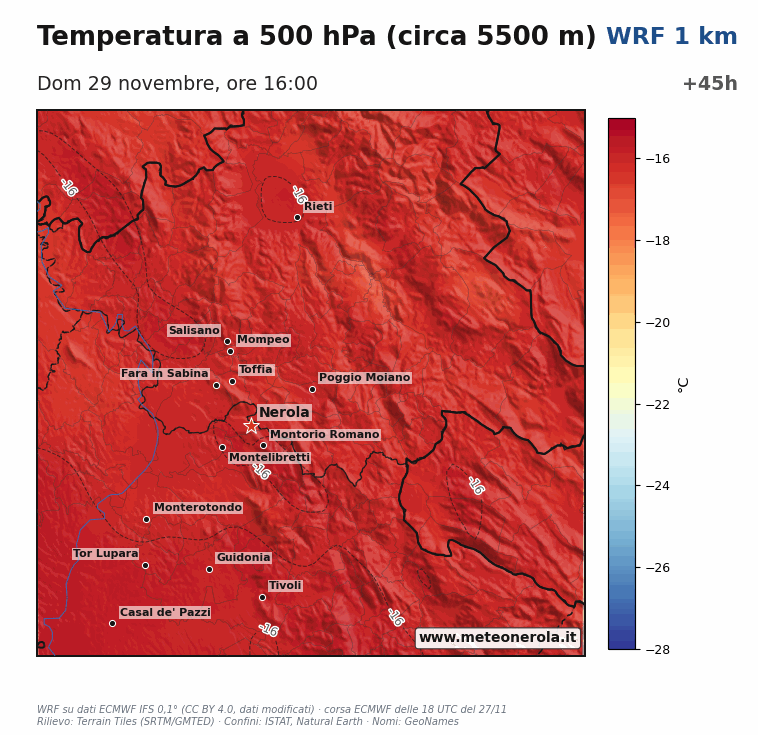 Temperatura a 500 hPa (circa 5500 m) WRF 1 km
Dom 29 novembre, ore 16:00 +45h
-16
-16
Rieti
Salisano
Mompeo
Toffia
Fara in Sabina
Poggio Moiano
Nerola
Montorio Romano
Montelibretti
-16
-16
Monterotondo
Tor Lupara
Guidonia
Tivoli
Casal de' Pazzi
-16
-16
www.meteonerola.it
−16
−18
−20
−22
−24
−26
−28
°C
WRF su dati ECMWF IFS 0,1° (CC BY 4.0, dati modificati) · corsa ECMWF delle 18 UTC del 27/11
Rilievo: Terrain Tiles (SRTM/GMTED) · Confini: ISTAT, Natural Earth · Nomi: GeoNames